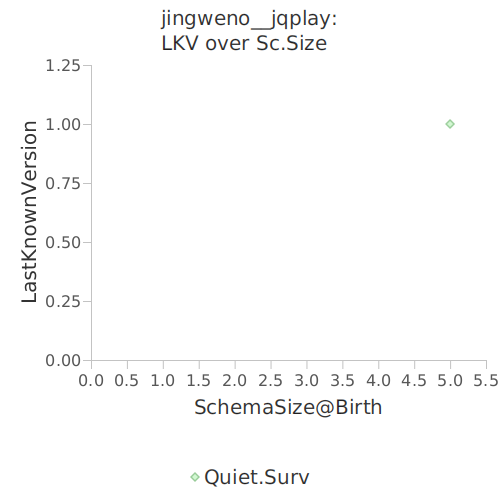 jingweno__jqplay:
LKV over Sc.Size
LastKnownVersion
1.25
1.00
0.75
0.50
0.25
0.00
0.0 0.5 1.0 1.5 2.0 2.5 3.0 3.5 4.0 4.5 5.0 5.5
SchemaSize@Birth
Quiet.Surv